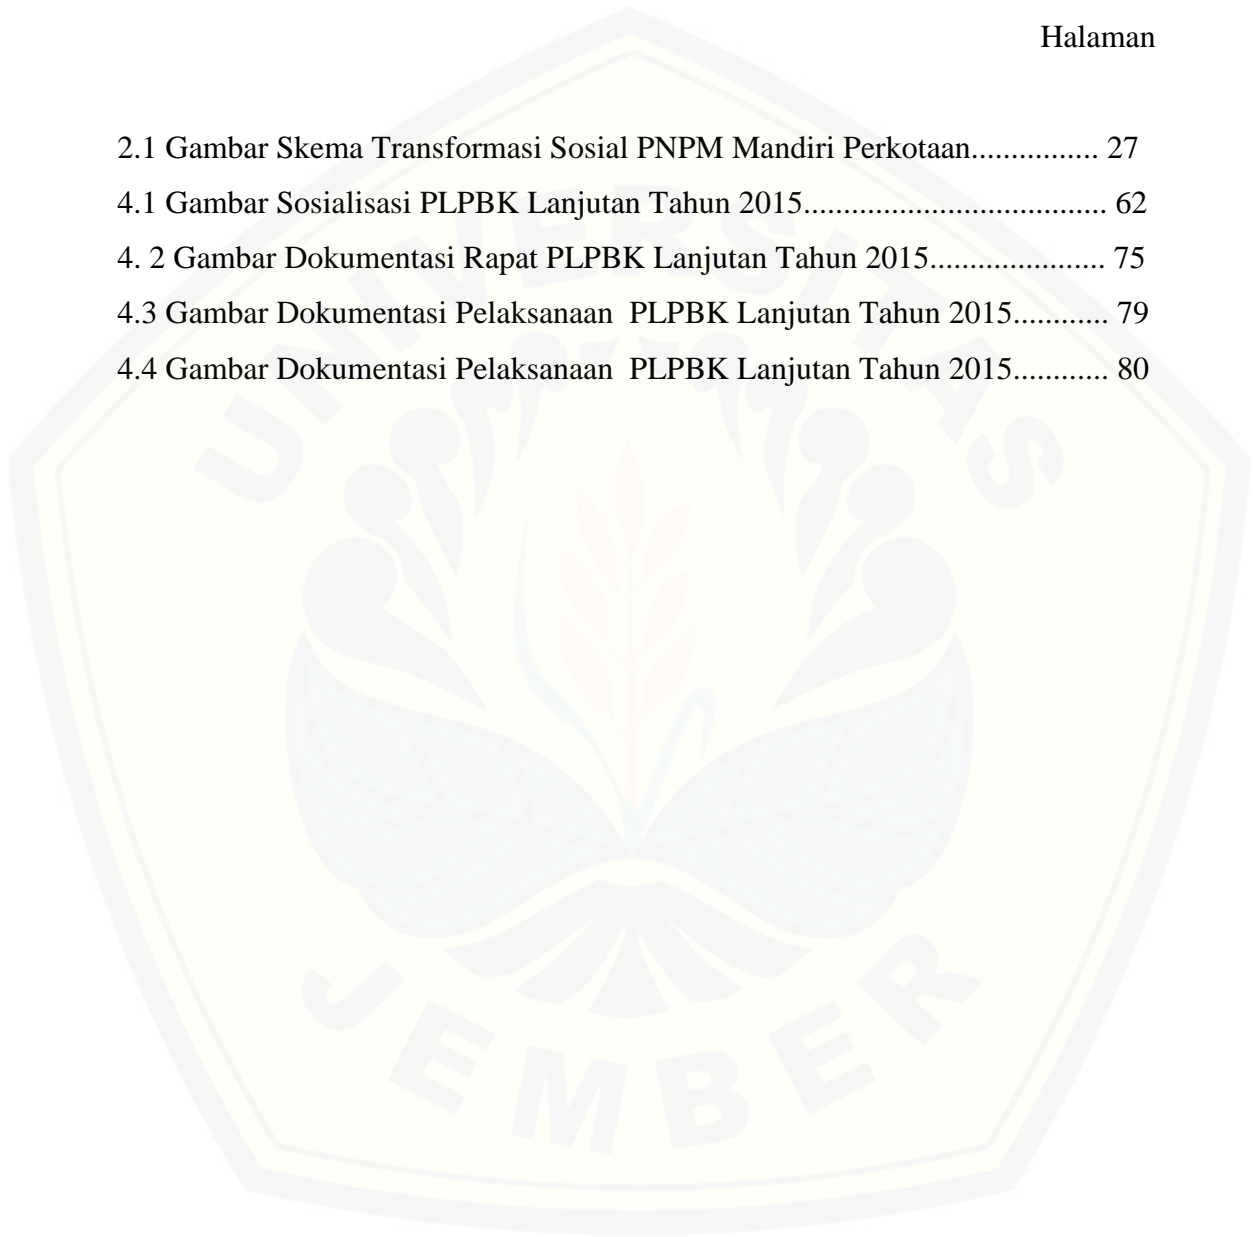 Halaman
2.1 Gambar Skema Transformasi Sosial PNPM Mandiri Perkotaan................ 27
4.1 Gambar Sosialisasi PLPBK Lanjutan Tahun 2015...................................... 62
4. 2 Gambar Dokumentasi Rapat PLPBK Lanjutan Tahun 2015...................... 75
4.3 Gambar Dokumentasi Pelaksanaan  PLPBK Lanjutan Tahun 2015............ 79
4.4 Gambar Dokumentasi Pelaksanaan  PLPBK Lanjutan Tahun 2015............ 80
UNIVERSITAS
JEMBER